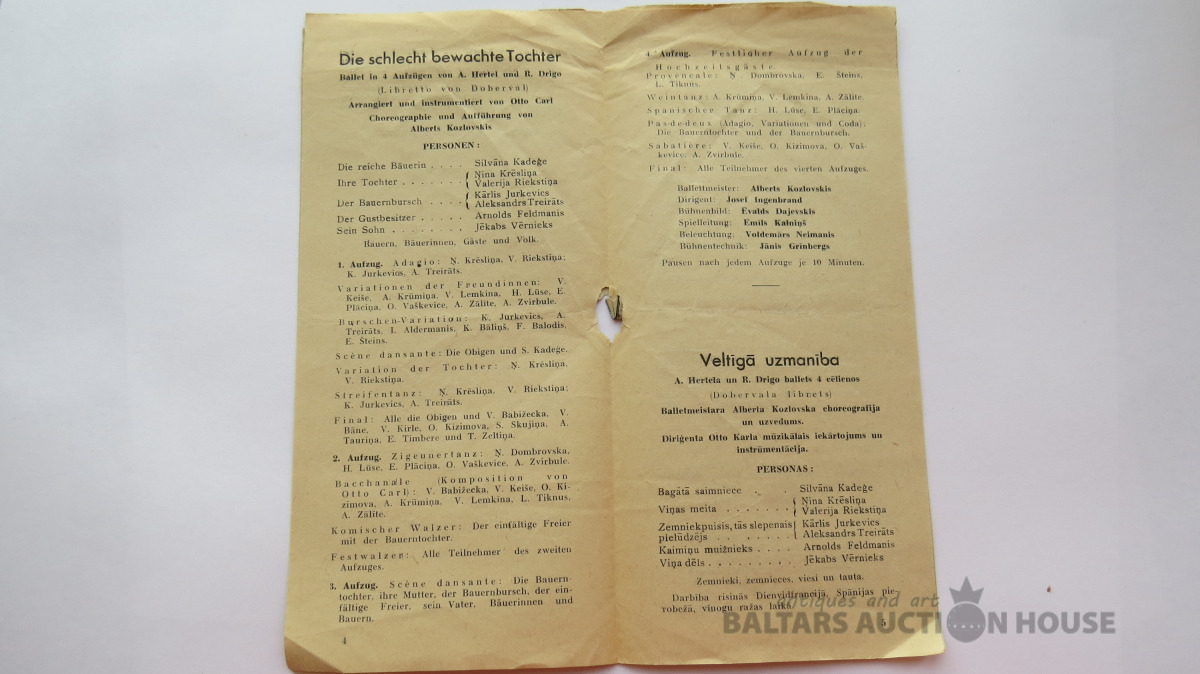 Die schlecht bewachte Tochter
Ballet in 4 Aufzügen von A. Hertel und R. Drigo
(Libretto von Doberval)
Arrangiert und instrumentiert von Otto Carl
Choreographie und Aufführung von
Alberts Kozlovskis
PERSONEN:
Die reiche Bäuerin . . . . Silvāna Kadeģe
Ihre Tochter . . . . . . . Ņina Krēsliņa
Valerija Riekstiņa
Der Bauernbursch . . . . Kārlis Jurkevics
Aleksandrs Treirāts
Der Gustbesitzer . . . . . Arnolds Feldmanis
Sein Sohn . . . . . . . . Jēkabs Vērnieks
Bauern, Bäuerinnen, Gäste und Volk.
1. Aufzug. Adagio: Ņ. Krēsliņa, V. Riekstiņa;
K. Jurkevics, A. Treirāts.
Variationen der Freundinnen: V.
Keiše, A. Krūmiņa, V. Lemkina, H. Lūse, E.
Plāciņa, O. Vaškevice, A. Zālīte, A. Zvirbule.
Burschen-Variation: K. Jurkevics, A.
Treirāts, I. Aldermanis, K. Bāliņš, F. Balodis,
E. Šteins.
Scène dansante: Die Obigen und S. Kadeģe.
Variation der Tochter: Ņ. Krēsliņa,
V. Riekstiņa.
Streifentanz: Ņ. Krēsliņa, V. Riekstiņa;
K. Jurkevics, A. Treirāts.
Final: Alle die Obigen und V. Babižecka, V.
Bāne, V. Kirle, O. Kizimova, S. Skujiņa, A.
Tauriņa, E. Timbere und T. Zeltiņa.
2. Aufzug. Zigeunertanz: Ņ. Dombrovska,
H. Lūse, E. Plāciņa, O. Vaškevice, A. Zvirbule.
Bacchanale (Komposition von
Otto Carl): V. Babižecka, V. Keiše, O. Ki-
zimova, A. Krūmiņa, V. Lemkina, L. Tiknus,
A. Zālīte.
Komischer Walzer: Der einfältige Freier
mit der Bauerntochter.
Festwalzer: Alle Teilnehmer des zweiten
Aufzuges.
3. Aufzug. Scène dansante: Die Bauern-
tochter, ihre Mutter, der Bauernbursch, der ein-
fältige Freier, sein Vater, Bäuerinnen und
Bauern.
4
4 Aufzug. Festlicher Aufzug der
Hochzeitsgäste
Provencale: Ņ. Dombrovska, E. Šteins,
L. Tiknus.
Weintanz: A. Krūmiņa, V. Lemkina, A. Zālīte.
Spanischer Tanz: H. Lūse, E. Plāciņa.
Pas-de-deux (Adagio, Variationen und Coda):
Die Bauerntochter und der Bauernbursch.
Sabatière: V. Keiše, O. Kizimova, O. Vaš-
kevice, A. Zvirbule.
Final: Alle Teilnehmer des vierten Aufzuges.
Ballettmeister: Alberts Kozlovskis
Dirigent: Josef Ingenbrand
Bühnenbild: Evalds Dajevskis
Spielleitung: Emils Kalniņš
Beleuchtung: Voldemārs Neimanis
Bühnentechnik: Jānis Grīnbergs
Pausen nach jedem Aufzuge je 10 Minuten.
Veltīgā uzmanība
A. Hertela un R. Drigo ballets 4 cēlienos
(Dobervala librets)
Balletmeistara Alberta Kozlovska choreografija
un uzvedums.
Diriģenta Otto Karla mūzikālais iekārtojums un
instrūmentācija.
PERSONAS:
Bagātā saimniece . . Silvāna Kadeģe
Viņas meita . . . . . . . Ņina Krēsliņa
Valerija Riekstiņa
Zemniekpuisis, tās slepenais Kārlis Jurkevics
pielūdzējs . . . . . . . . Aleksandrs Treirāts
Kaimiņu muižnieks . . . . Arnolds Feldmanis
Viņa dēls . . . . . . . . . Jēkabs Vērnieks
Zemnieki, zemnieces, viesi un tauta.
Darbība risinās Dienvidfrancijā, Spānijas pie-
robežā, vīnogu ražas laikā.
5
antiques and art
BALTARS AUCTION HOUSE